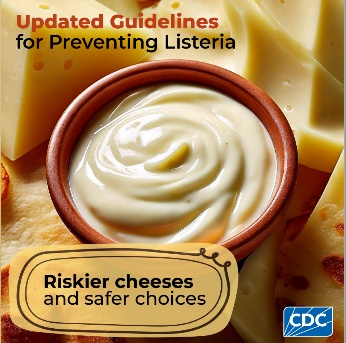 Updated Guidelines
for Preventing Listeria
Riskier cheeses
and safer choices
CDC